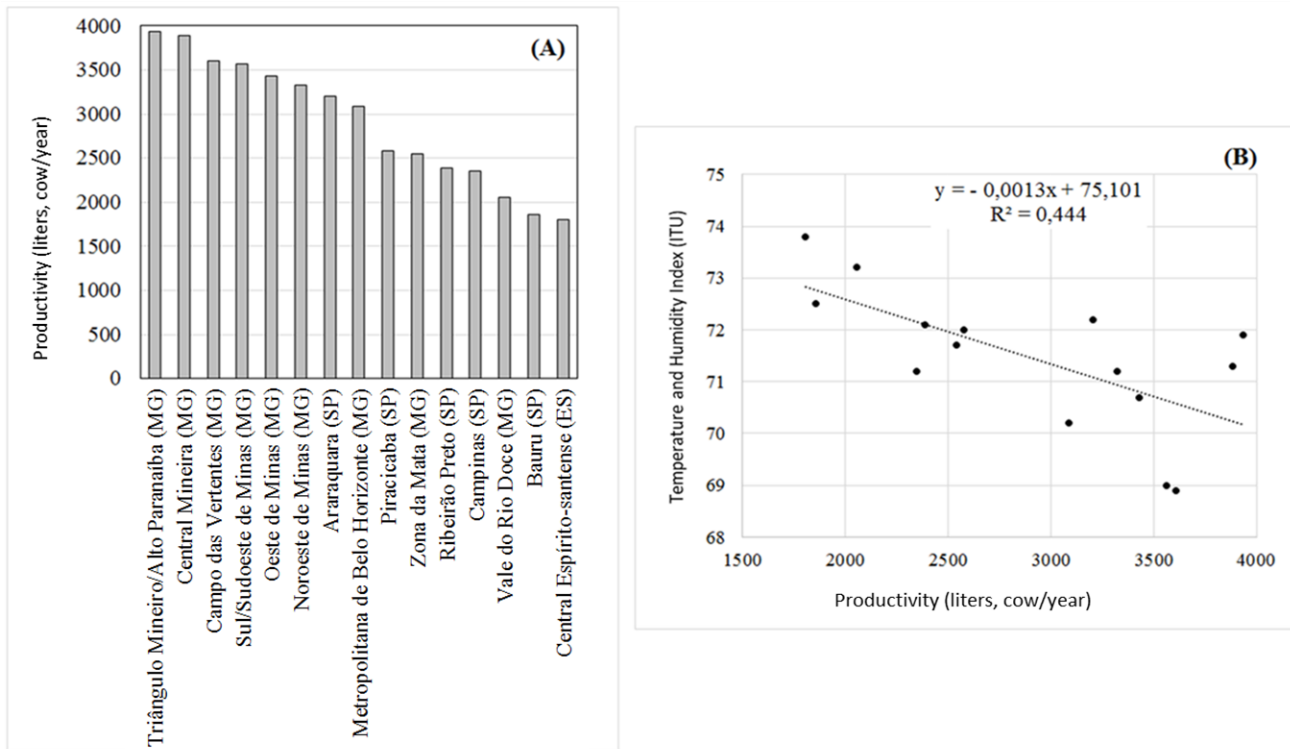 (A)
Productivity (liters, cow/year)
4000
3500
3000
2500
2000
1500
1000
500
0
Triângulo Mineiro/Alto Paranaíba (MG)
Central Mineira (MG)
Campo das Vertentes (MG)
Sul/Sudoeste de Minas (MG)
Oeste de Minas (MG)
Noroeste de Minas (MG)
Araraquara (SP)
Metropolitana de Belo Horizonte (MG)
Piracicaba (SP)
Zona da Mata (MG)
Ribeirão Preto (SP)
Campinas (SP)
Vale do Rio Doce (MG)
Bauru (SP)
Central Espírito-santense (ES)
(B)
y = - 0,0013x + 75,101
R² = 0,444
Temperature and Humidity Index (ITU)
75
74
73
72
71
70
69
68
1500
2000
2500
3000
3500
4000
Productivity (liters, cow/year)